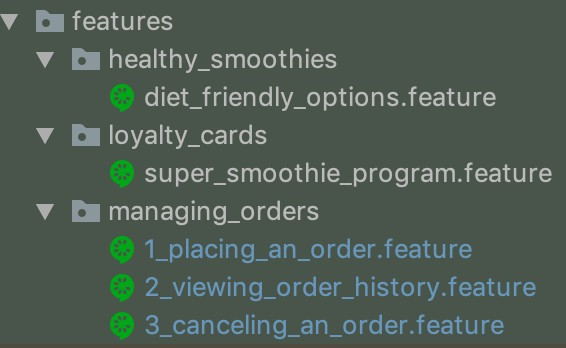 features
healthy_smoothies
diet_friendly_options.feature
loyalty_cards
super_smoothie_program.feature
managing_orders
1_placing_an_order.feature
2_viewing_order_history.feature
3_canceling_an_order.feature